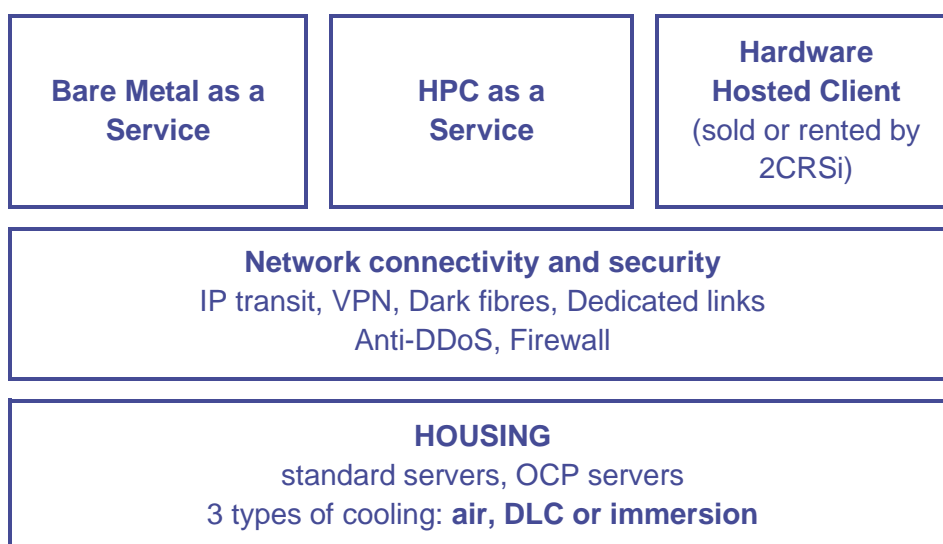 Bare Metal as a
Service
HPC as a
Service
Hardware
Hosted Client
(sold or rented by
2CRSi)
Network connectivity and security
IP transit, VPN, Dark fibres, Dedicated links
Anti-DDoS, Firewall
HOUSING
standard servers, OCP servers
3 types of cooling: air, DLC or immersion